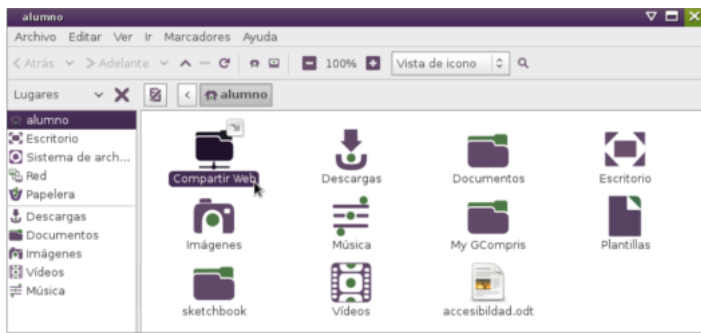 alumno
Archivo Editar Ver Ir Marcadores Ayuda
Atrás Adelante 100% Vista de icono
Lugares alumno
alumno
Escritorio
Sistema de arch...
Red
Papelera
Descargas
Documentos
Imágenes
Vídeos
Música
Compartir Web Descargas Documentos Escritorio
Imágenes Música My GCompris Plantillas
sketchbook Vídeos accesibildad.odt